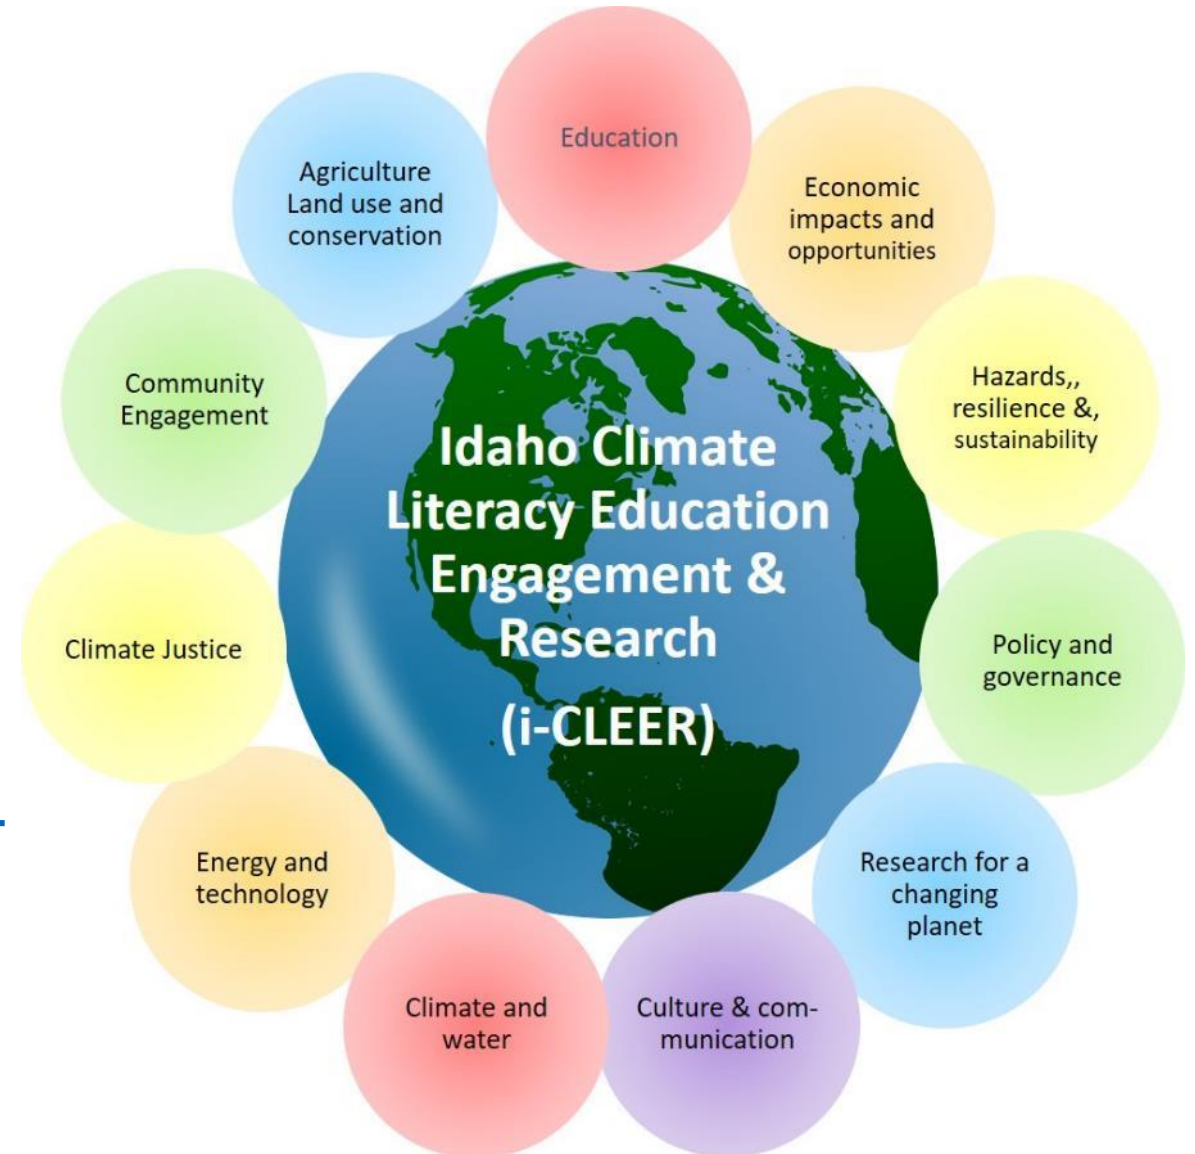 Education
Economic
impacts and
opportunities
Hazards,,
resilience &,
sustainability
Policy and
governance
Research for a
changing
planet
Culture & com-
munication
Climate and
water
Energy and
technology
Climate Justice
Community
Engagement
Agriculture
Land use and
conservation
Idaho Climate
Literacy Education
Engagement &
Research
(i-CLEER)